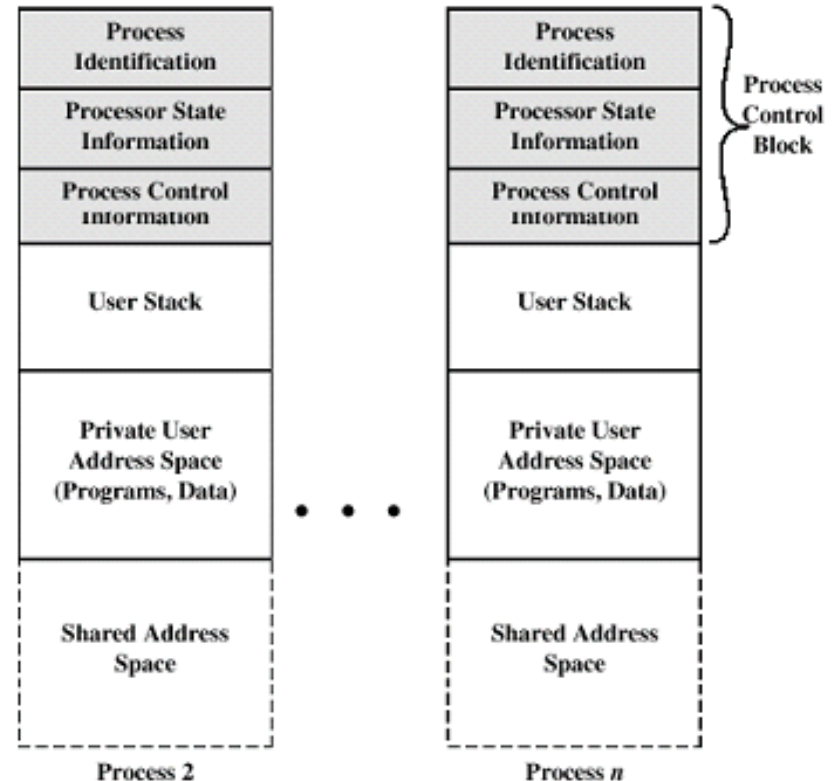 Process
Identification
Processor State
Information
Process Control
Information
User Stack
Private User
Address Space
(Programs, Data)
Shared Address
Space
Process 2
Process
Identification
Processor State
Information
Process Control
Information
User Stack
Private User
Address Space
(Programs, Data)
Shared Address
Space
Process n
Process
Control
Block